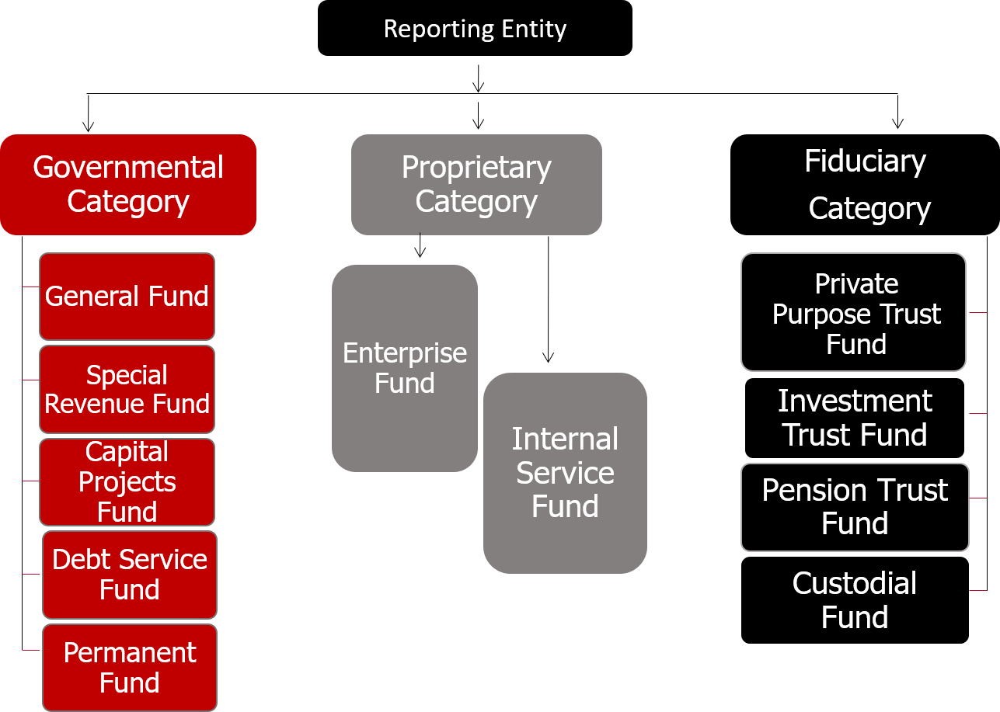 Reporting Entity
Governmental
Category
General Fund
Special
Revenue Fund
Capital
Projects
Fund
Debt Service
Fund
Permanent
Fund
Proprietary
Category
Enterprise
Fund
Internal
Service
Fund
Fiduciary
Category
Private
Purpose Trust
Fund
Investment
Trust Fund
Pension Trust
Fund
Custodial
Fund